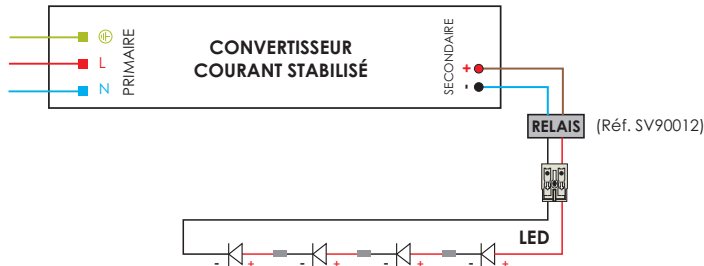 PRIMAIRE
L
N
CONVERTISSEUR
COURANT STABILISÉ
SECONDAIRE
+
-
RELAIS (Réf. SV90012)
LED
- + - + - + - +